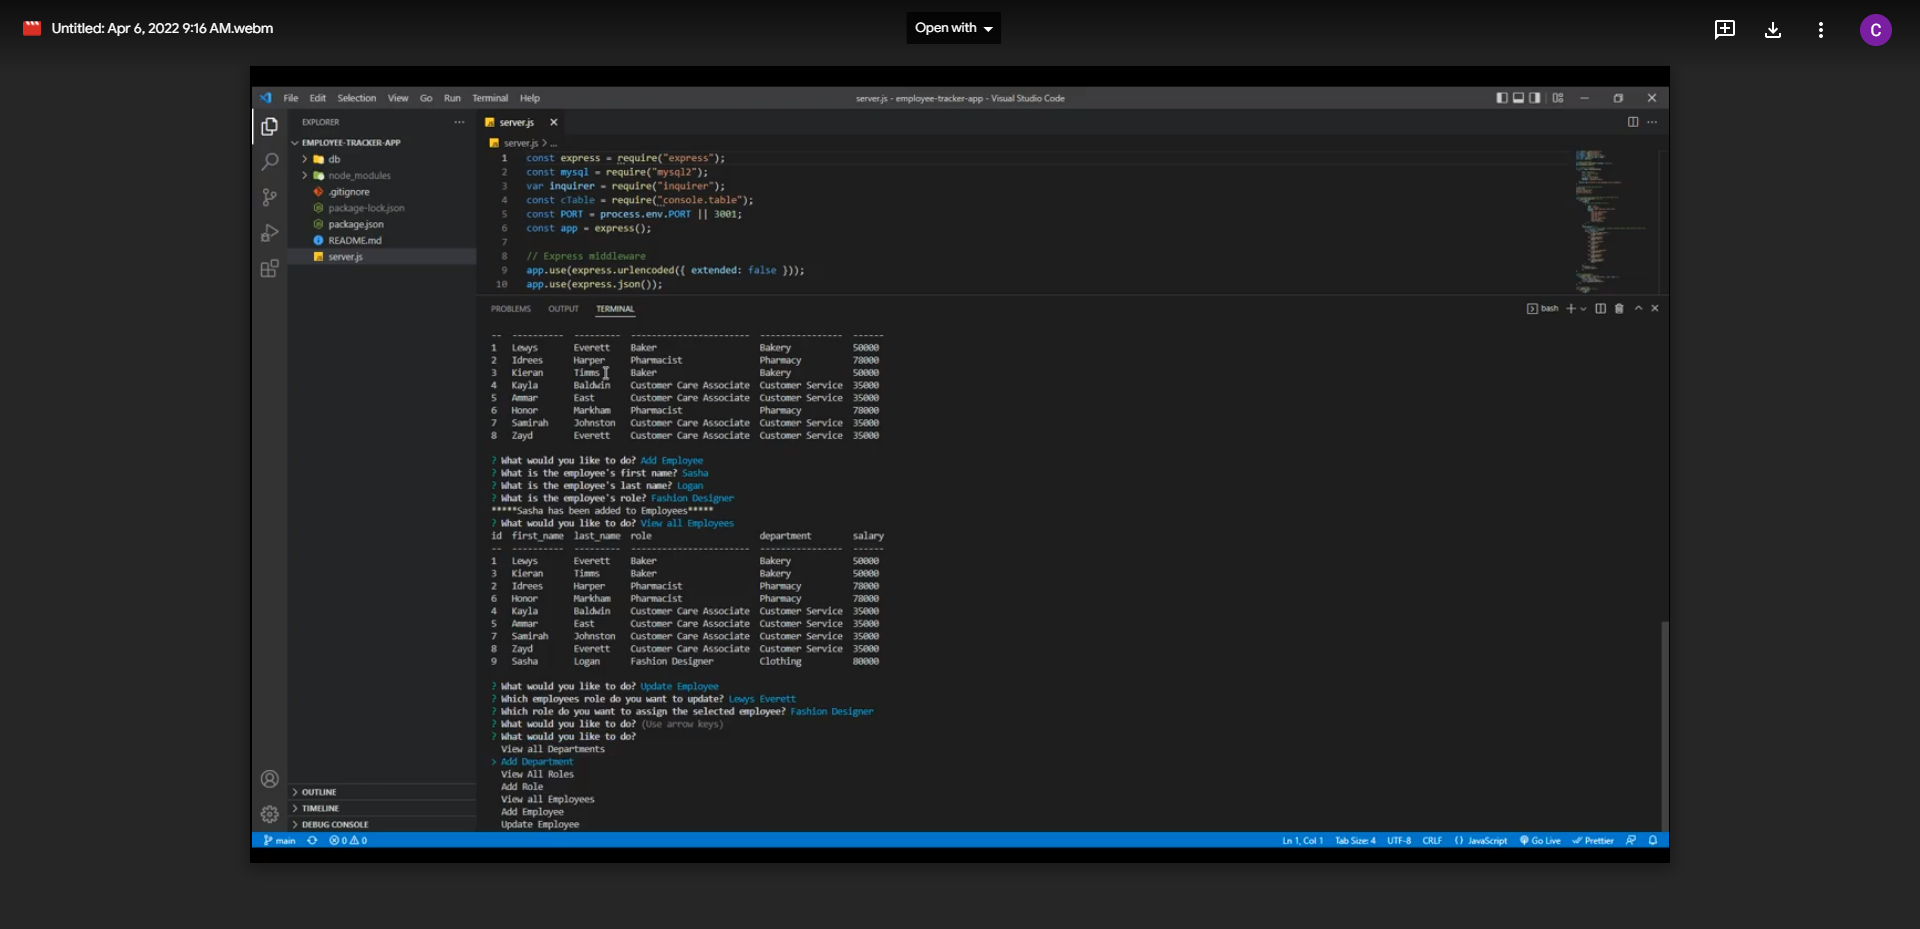 Untitled: Apr 6, 2022 9:16 AM.webm
Open with
C
File Edit Selection View Go Run Terminal Help
server.js - employee-tracker-app - Visual Studio Code
EXPLORER ...
server.js
EMPLOYEE-TRACKER-APP
db
node_modules
.gitignore
package-lock.json
package.json
README.md
server.js
server.js > ...
1 const express = require("express");
2 const mysql = require("mysql2");
3 var inquirer = require("inquirer");
4 const cTable = require("console.table");
5 const PORT = process.env.PORT || 3001;
6 const app = express();
7
8 // Express middleware
9 app.use(express.urlencoded({ extended: false }));
10 app.use(express.json());
PROBLEMS OUTPUT TERMINAL
bash
-- ---------- --------- ----------------------- ---------------- ------
1 Lewys Everett Baker Bakery 50000
2 Idrees Harper Pharmacist Pharmacy 78000
3 Kieran Timms Baker Bakery 50000
4 Kayla Baldwin Customer Care Associate Customer Service 35000
5 Ammar East Customer Care Associate Customer Service 35000
6 Honor Markham Pharmacist Pharmacy 78000
7 Samirah Johnston Customer Care Associate Customer Service 35000
8 Zayd Everett Customer Care Associate Customer Service 35000
? What would you like to do? Add Employee
? What is the employee's first name? Sasha
? What is the employee's last name? Logan
? What is the employee's role? Fashion Designer
*****Sasha has been added to Employees*****
? What would you like to do? View all Employees
id first_name last_name role department salary
-- ---------- --------- ----------------------- ---------------- ------
1 Lewys Everett Baker Bakery 50000
3 Kieran Timms Baker Bakery 50000
2 Idrees Harper Pharmacist Pharmacy 78000
6 Honor Markham Pharmacist Pharmacy 78000
4 Kayla Baldwin Customer Care Associate Customer Service 35000
5 Ammar East Customer Care Associate Customer Service 35000
7 Samirah Johnston Customer Care Associate Customer Service 35000
8 Zayd Everett Customer Care Associate Customer Service 35000
9 Sasha Logan Fashion Designer Clothing 80000
? What would you like to do? Update Employee
? Which employees role do you want to update? Lewys Everett
? Which role do you want to assign the selected employee? Fashion Designer
? What would you like to do? (Use arrow keys)
? What would you like to do?
View all Departments
> Add Department
View All Roles
Add Role
View all Employees
Add Employee
Update Employee
OUTLINE
TIMELINE
DEBUG CONSOLE
main 0 0
Ln 1, Col 1 Tab Size: 4 UTF-8 CRLF {} JavaScript Go Live Prettier